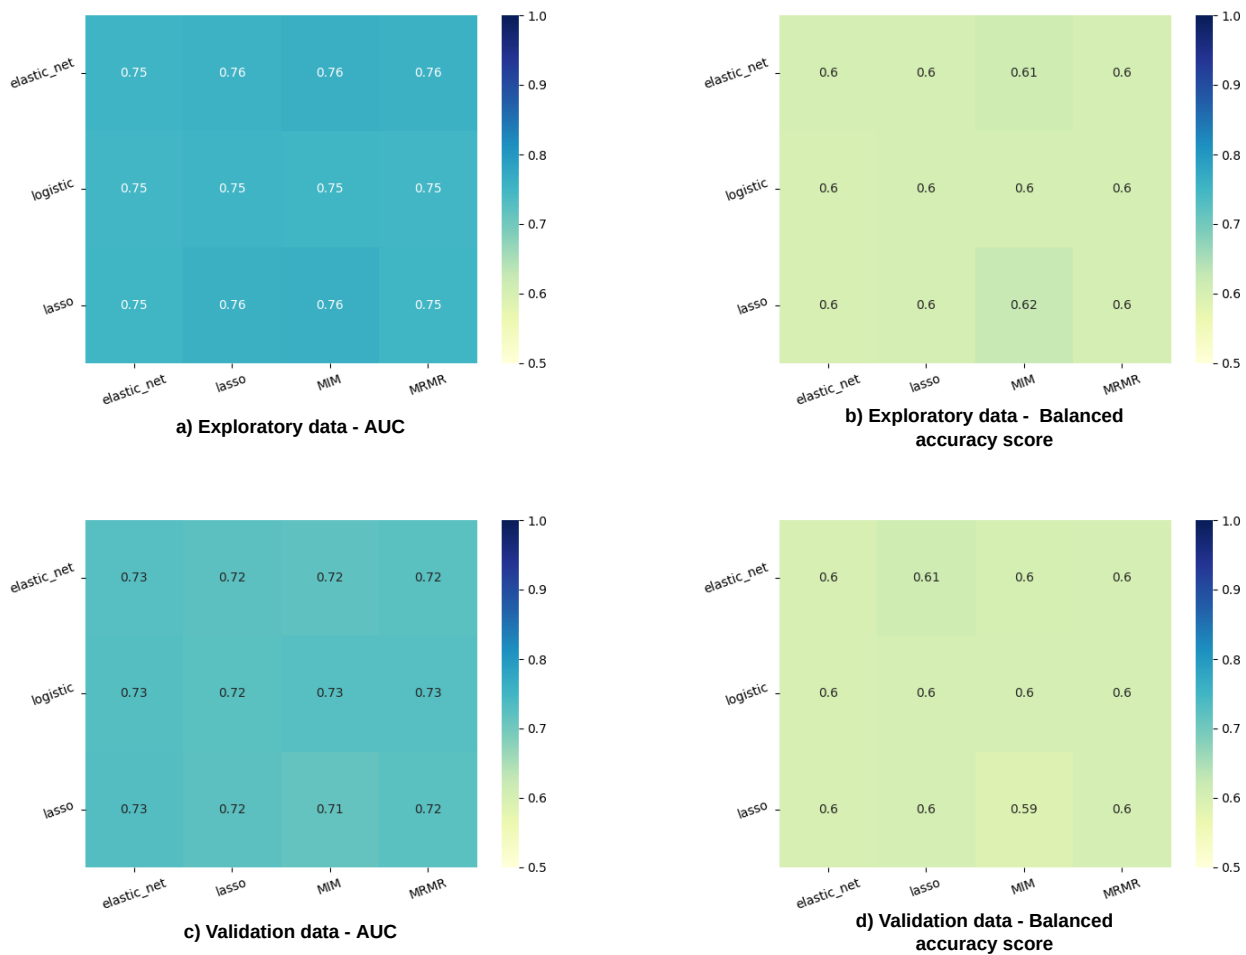 1.0
elastic_net 0.75 0.76 0.76 0.76
0.9
0.8
logistic 0.75 0.75 0.75 0.75
0.7
0.6
lasso 0.75 0.76 0.76 0.75
0.5
elastic_net lasso MIM MRMR
a) Exploratory data - AUC
1.0
elastic_net 0.6 0.6 0.61 0.6
0.9
0.8
logistic 0.6 0.6 0.6 0.6
0.7
0.6
lasso 0.6 0.6 0.62 0.6
0.5
elastic_net lasso MIM MRMR
b) Exploratory data - Balanced
accuracy score
1.0
elastic_net 0.73 0.72 0.72 0.72
0.9
0.8
logistic 0.73 0.72 0.73 0.73
0.7
0.6
lasso 0.73 0.72 0.71 0.72
0.5
elastic_net lasso MIM MRMR
c) Validation data - AUC
1.0
elastic_net 0.6 0.61 0.6 0.6
0.9
0.8
logistic 0.6 0.6 0.6 0.6
0.7
0.6
lasso 0.6 0.6 0.59 0.6
0.5
elastic_net lasso MIM MRMR
d) Validation data - Balanced
accuracy score